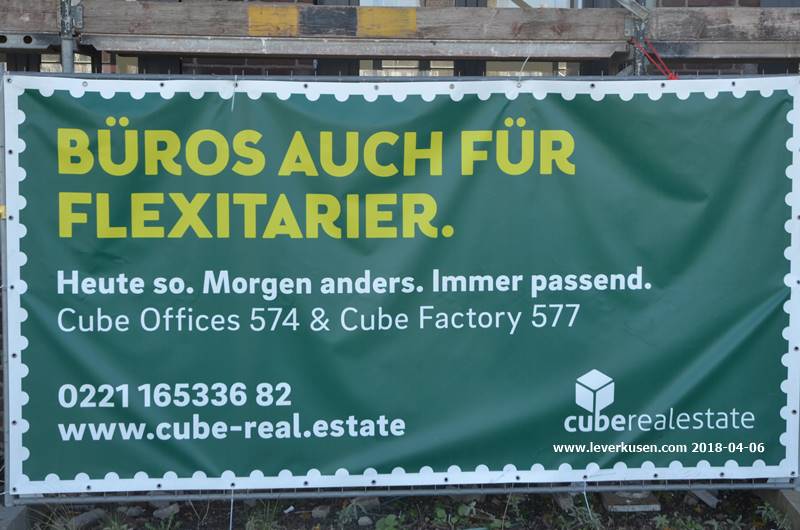 BÜROS AUCH FÜR
FLEXITARIER.
Heute so. Morgen anders. Immer passend.
Cube Offices 574 & Cube Factory 577
0221 165336 82
www.cube-real.estate
cuberealestate
www.leverkusen.com 2018-04-06